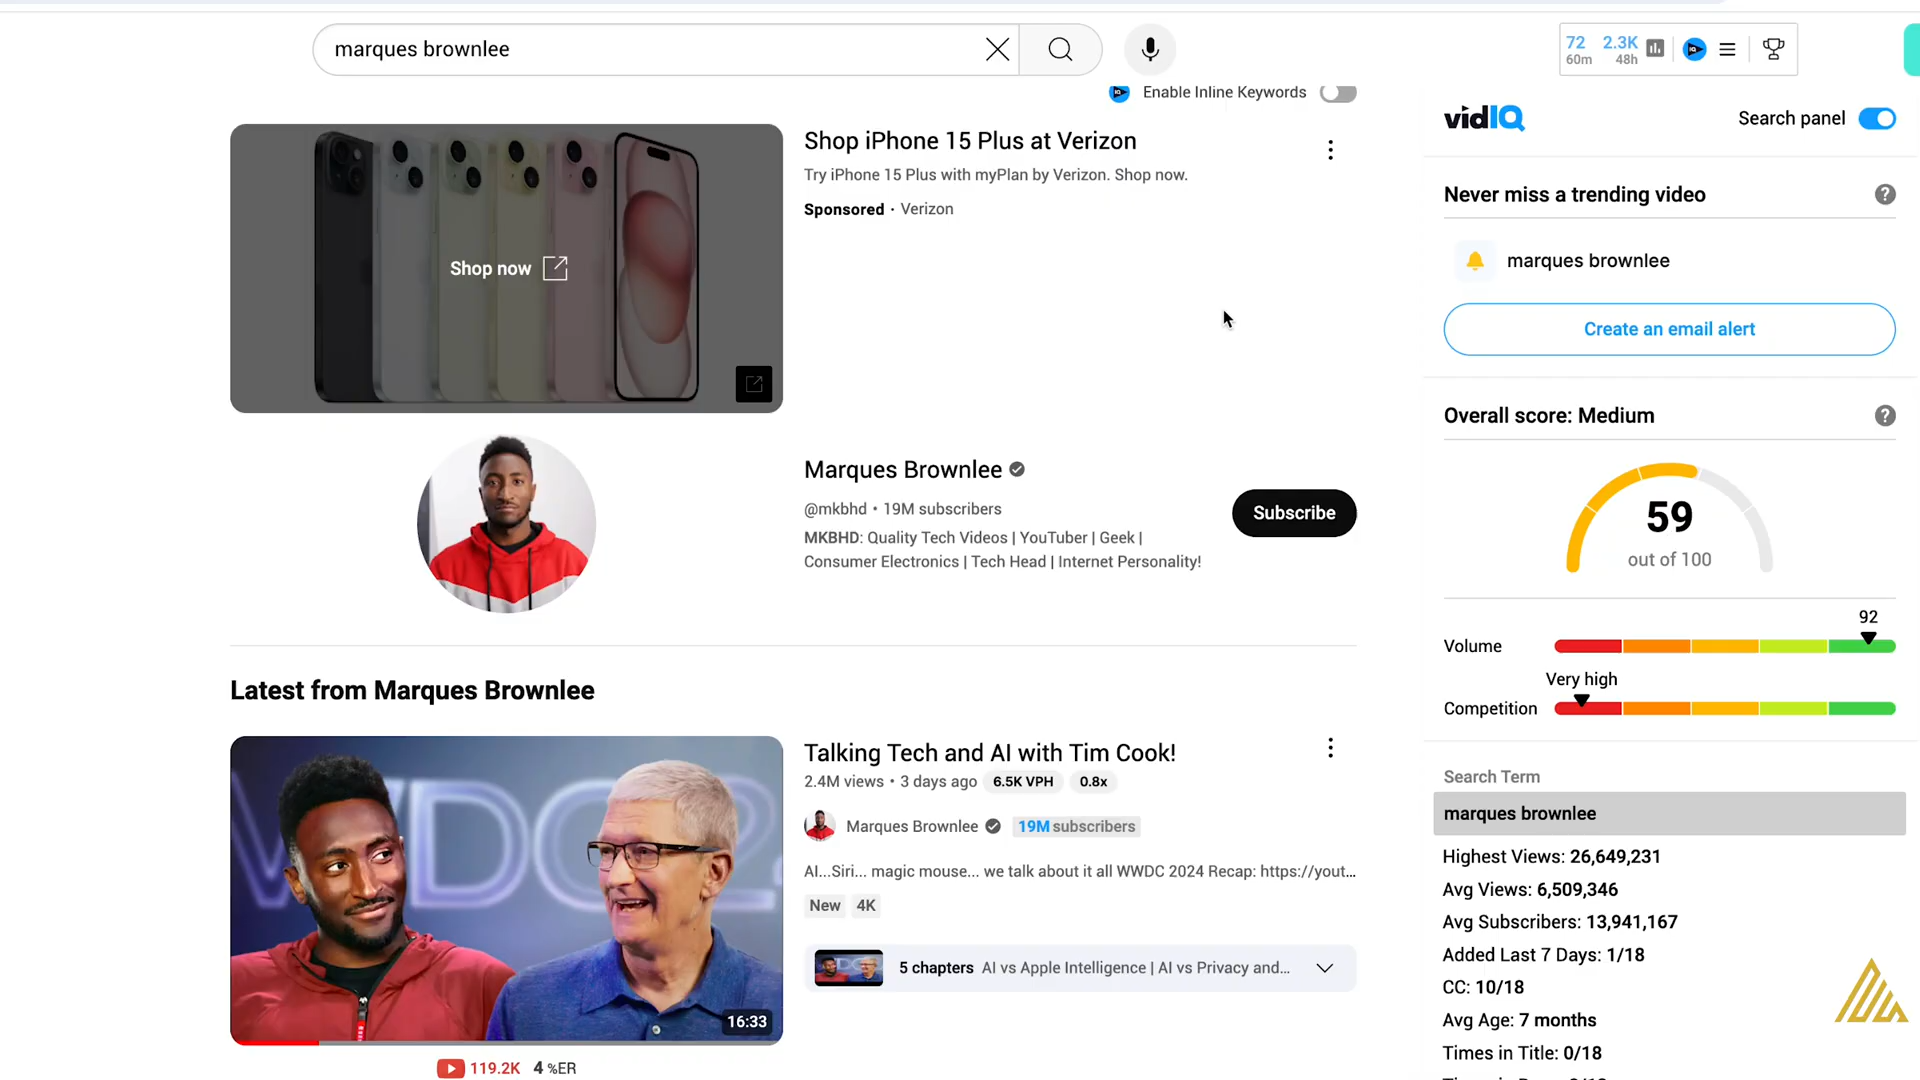 marques brownlee
72
60m
2.3K
48h
Enable Inline Keywords
Shop now
Shop iPhone 15 Plus at Verizon
Try iPhone 15 Plus with myPlan by Verizon. Shop now.
Sponsored · Verizon
Marques Brownlee
@mkbhd • 19M subscribers
MKBHD: Quality Tech Videos | YouTuber | Geek |
Consumer Electronics | Tech Head | Internet Personality!
Subscribe
Latest from Marques Brownlee
WDC2
16:33
119.2K 4 %ER
Talking Tech and AI with Tim Cook!
2.4M views • 3 days ago 6.5K VPH 0.8x
Marques Brownlee 19M subscribers
AI...Siri... magic mouse... we talk about it all WWDC 2024 Recap: https://yout...
New 4K
5 chapters AI vs Apple Intelligence | AI vs Privacy and...
vidIQ
Search panel
Never miss a trending video
marques brownlee
Create an email alert
Overall score: Medium
59
out of 100
92
Volume
Very high
Competition
Search Term
marques brownlee
Highest Views: 26,649,231
Avg Views: 6,509,346
Avg Subscribers: 13,941,167
Added Last 7 Days: 1/18
CC: 10/18
Avg Age: 7 months
Times in Title: 0/18